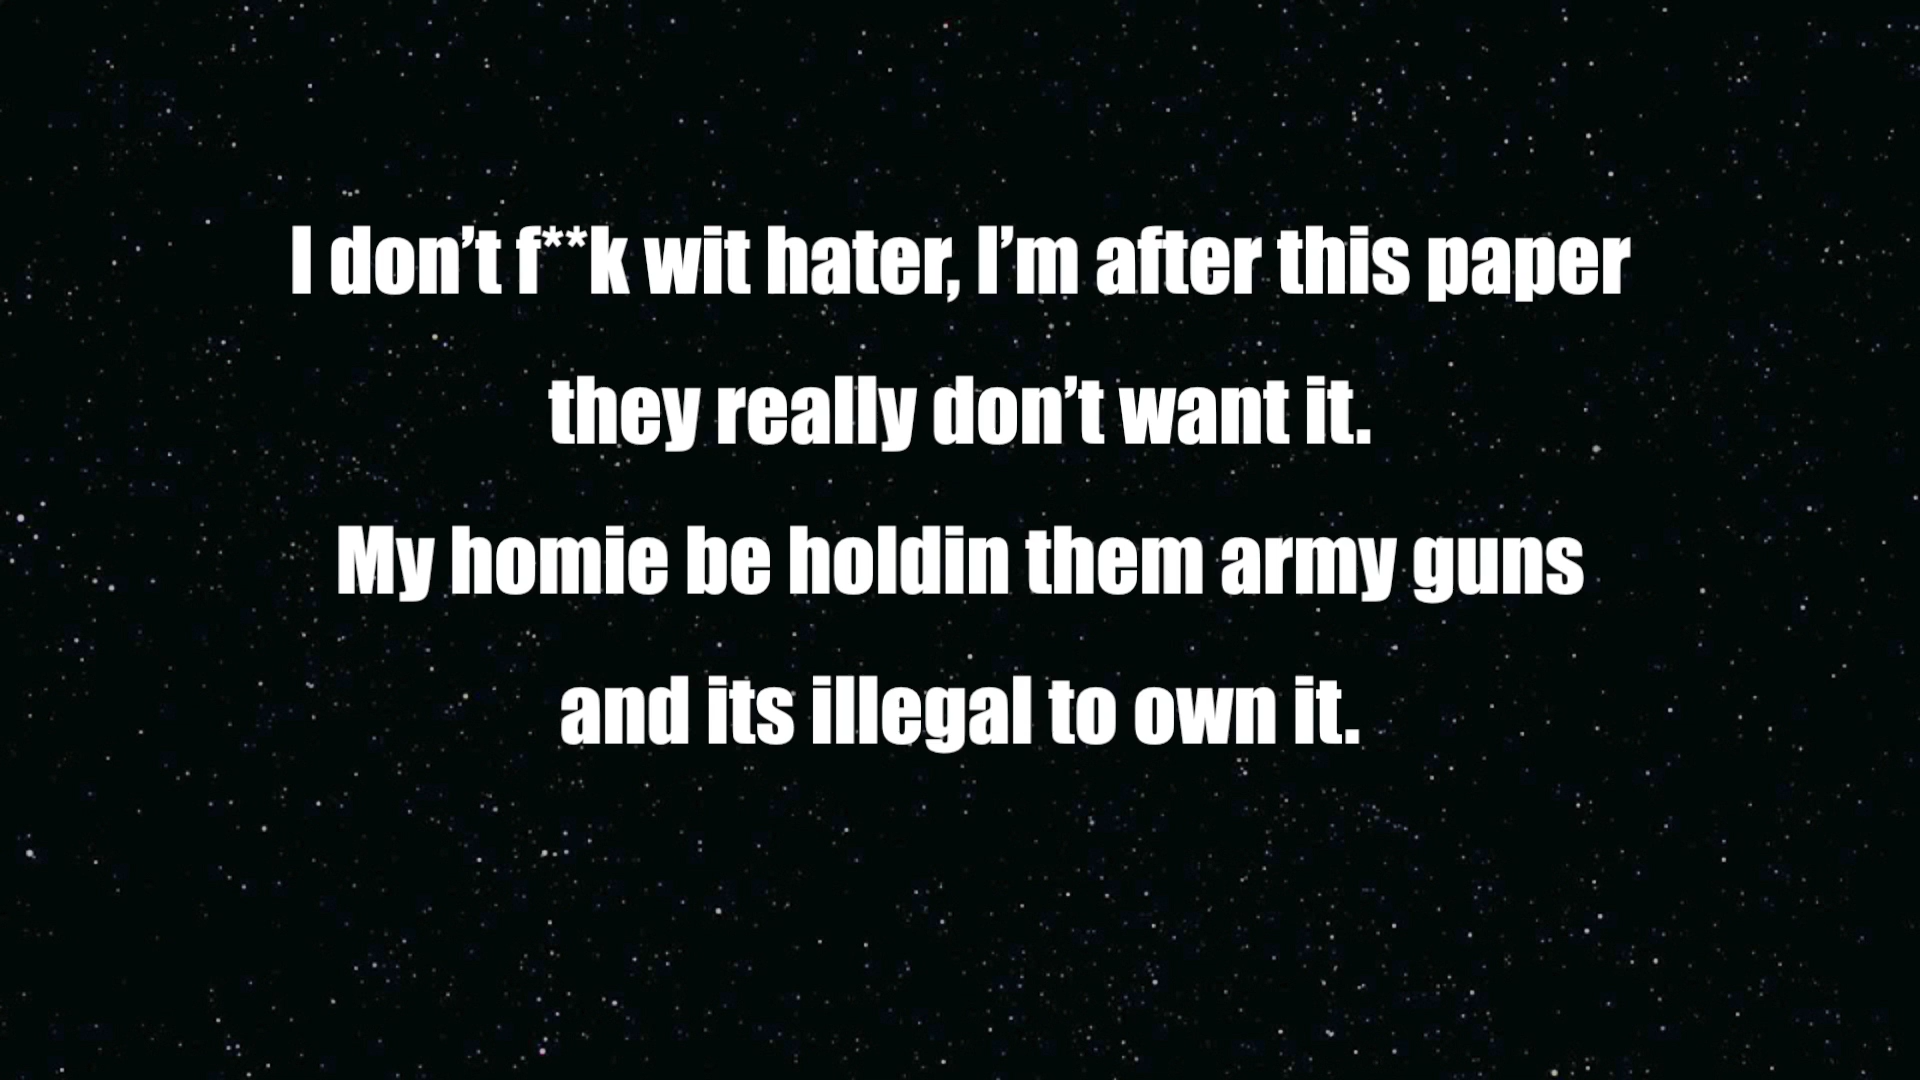 I don’t f**k wit hater, I’m after this paper
they really don’t want it.
My homie be holdin them army guns
and its illegal to own it.